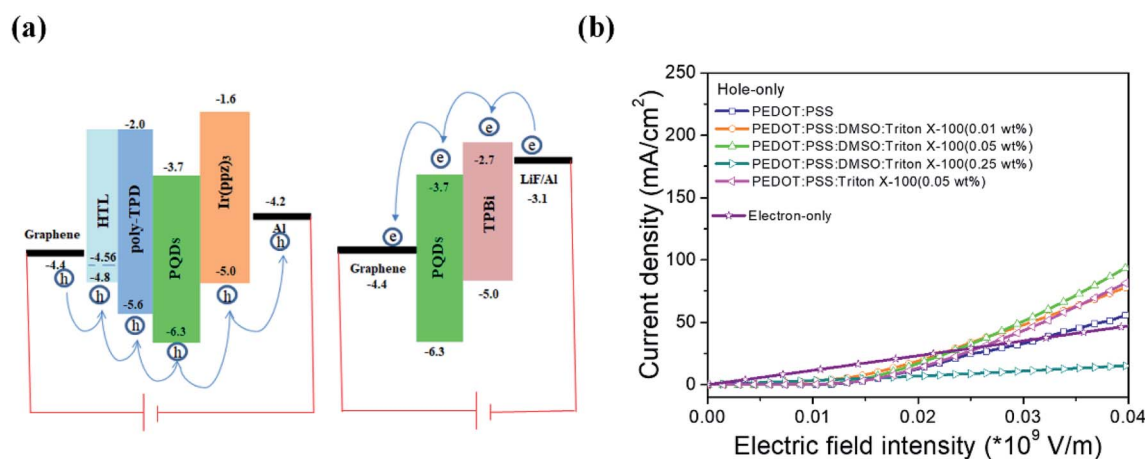 (a)
-1.6
-2.0
-3.7
HTL
poly-TPD
PQDs
Ir(ppz)₃
-4.2
Al
Graphene
-4.4
-4.56
-4.8
-5.0
-5.6
-6.3
h
h
h
h
h
h
e
e
e
e
-2.7
LiF/Al
-3.1
-3.7
PQDs
TPBi
Graphene
-4.4
-5.0
-6.3
(b)
Current density (mA/cm²)
250
200
150
100
50
0
Hole-only
PEDOT:PSS
PEDOT:PSS:DMSO:Triton X-100(0.01 wt%)
PEDOT:PSS:DMSO:Triton X-100(0.05 wt%)
PEDOT:PSS:DMSO:Triton X-100(0.25 wt%)
PEDOT:PSS:Triton X-100(0.05 wt%)
Electron-only
0.00 0.01 0.02 0.03 0.04
Electric field intensity (*10⁹ V/m)